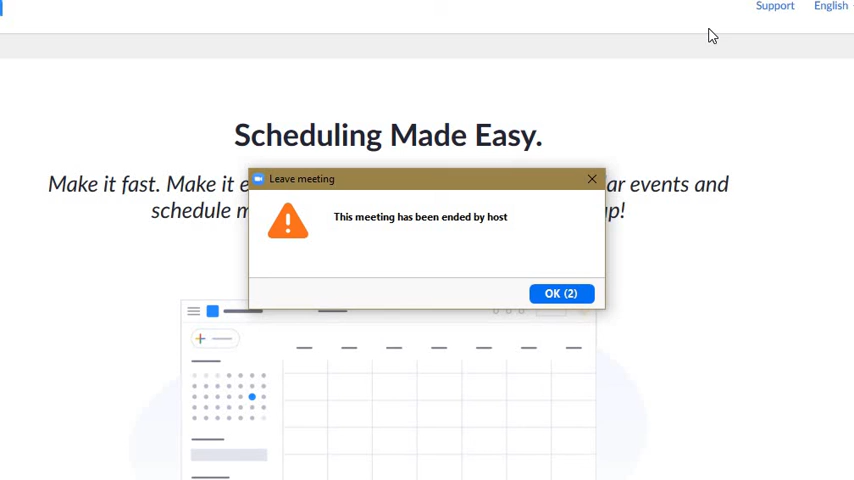 Support English
Scheduling Made Easy.
Leave meeting
Make it fast. Make it
events and
This meeting has been ended by host
schedule
OK (2)